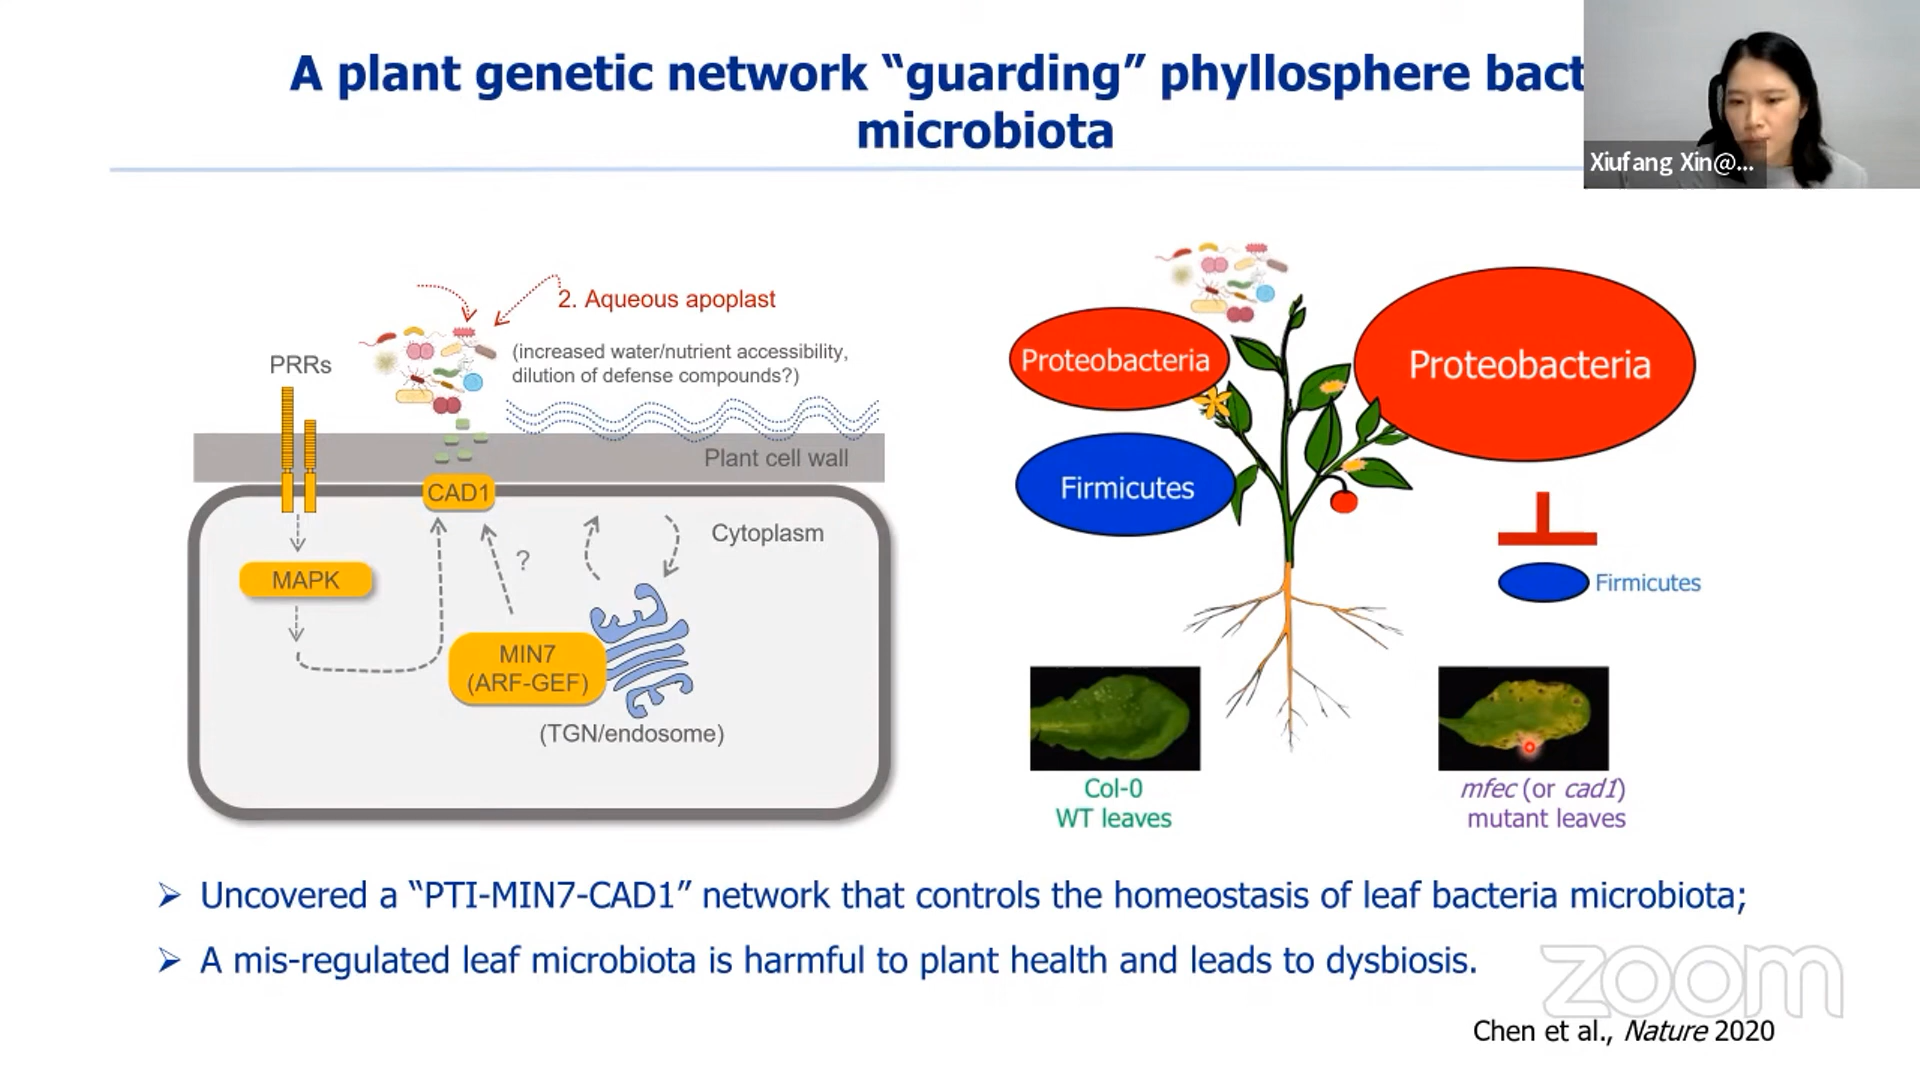 A plant genetic network “guarding” phyllosphere bact
microbiota
Xiufang Xin@...
2. Aqueous apoplast
(increased water/nutrient accessibility,
dilution of defense compounds?)
PRRs
Plant cell wall
CAD1
Cytoplasm
?
MAPK
MIN7
(ARF-GEF)
(TGN/endosome)
Proteobacteria
Firmicutes
Proteobacteria
Firmicutes
Col-0
WT leaves
mfec (or cad1)
mutant leaves
➢ Uncovered a “PTI-MIN7-CAD1” network that controls the homeostasis of leaf bacteria microbiota;
➢ A mis-regulated leaf microbiota is harmful to plant health and leads to dysbiosis.
zoom
Chen et al., Nature 2020